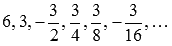 6, 3, -3/2, 3/4, 3/8, -3/16, ...